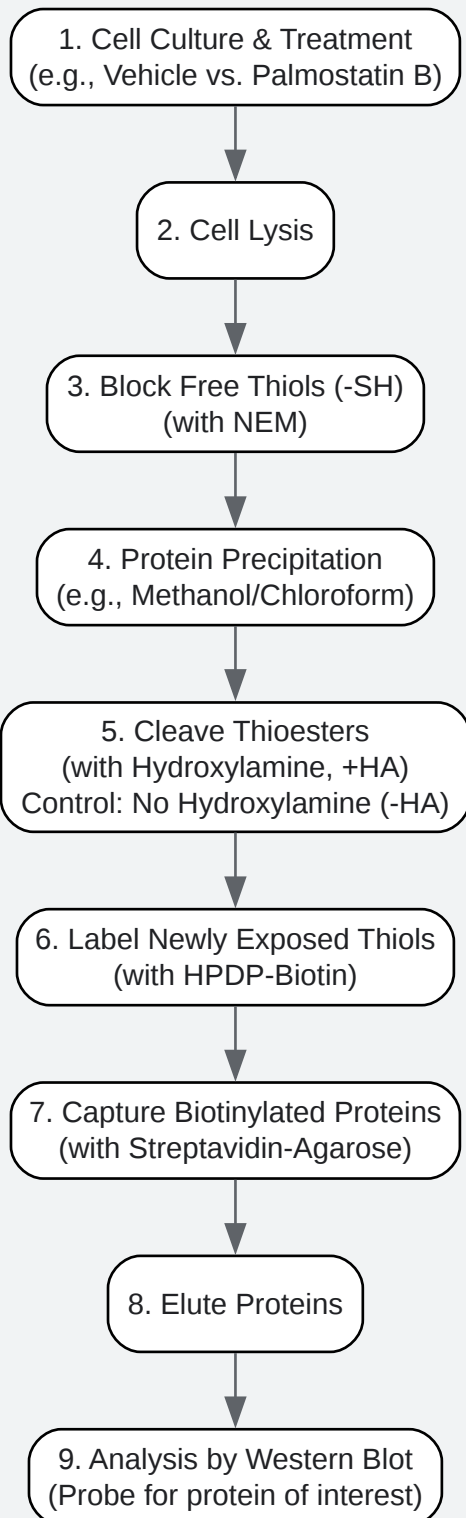 1. Cell Culture & Treatment
(e.g., Vehicle vs. Palmostatin B)
2. Cell Lysis
3. Block Free Thiols (-SH)
(with NEM)
4. Protein Precipitation
(e.g., Methanol/Chloroform)
5. Cleave Thioesters
(with Hydroxylamine, +HA)
Control: No Hydroxylamine (-HA)
6. Label Newly Exposed Thiols
(with HPDP-Biotin)
7. Capture Biotinylated Proteins
(with Streptavidin-Agarose)
8. Elute Proteins
9. Analysis by Western Blot
(Probe for protein of interest)